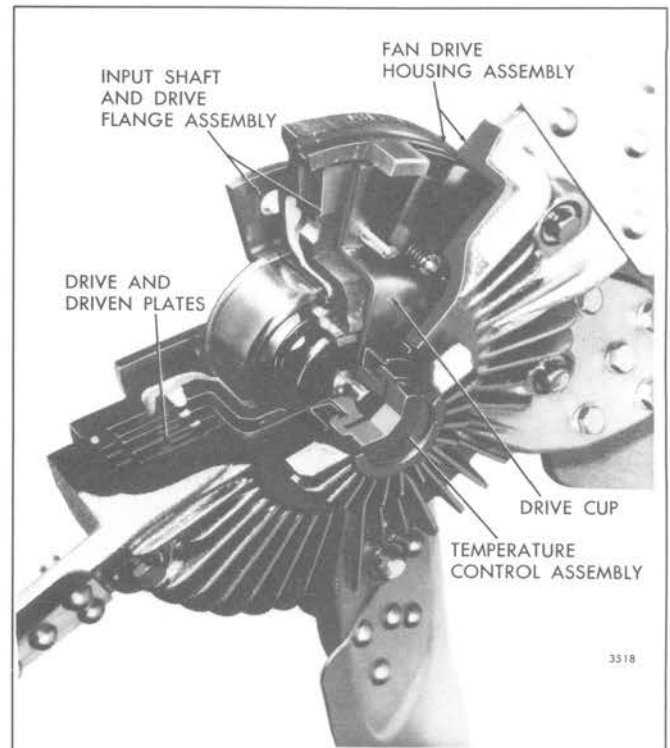 FAN DRIVE
HOUSING ASSEMBLY
INPUT SHAFT
AND DRIVE
FLANGE ASSEMBLY
DRIVE AND
DRIVEN PLATES
DRIVE CUP
TEMPERATURE
CONTROL ASSEMBLY
3518